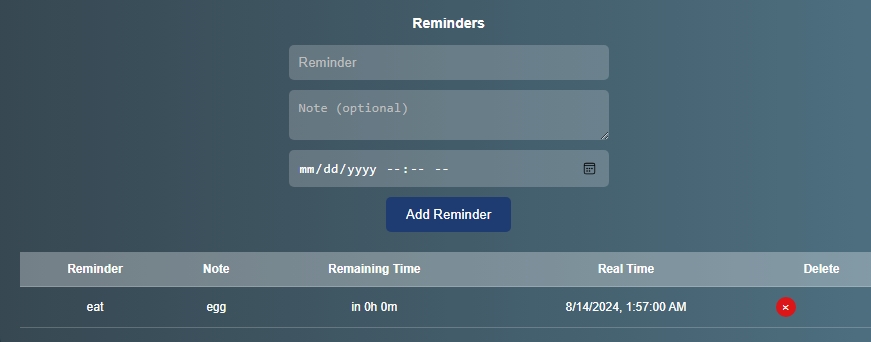 Reminders
Reminder
Note (optional)
mm/dd/yyyy --:-- --
Add Reminder
Reminder Note Remaining Time Real Time Delete
eat egg in 0h 0m 8/14/2024, 1:57:00 AM ×